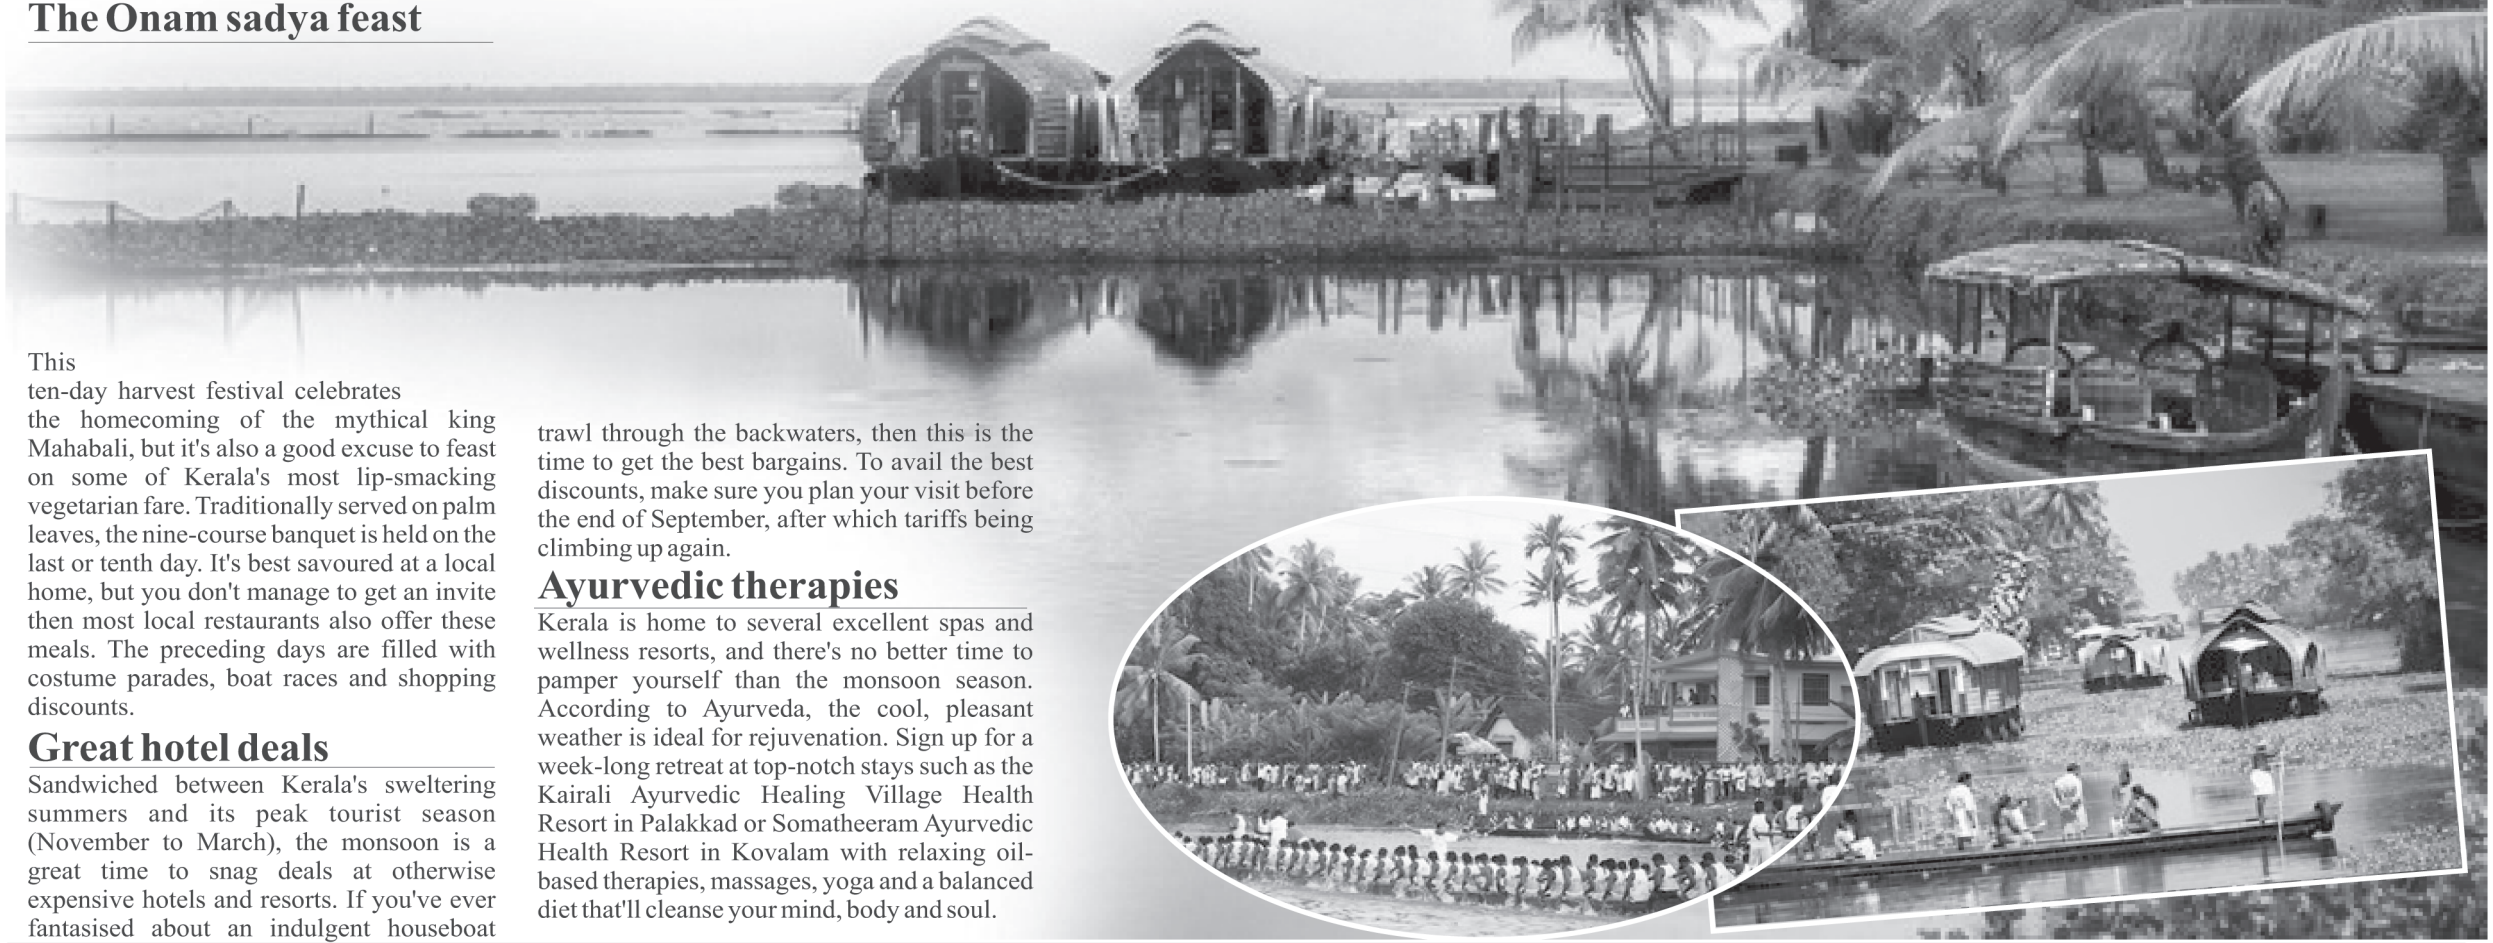 The Onam sadya feast
This
ten-day harvest festival celebrates
the homecoming of the mythical king
Mahabali, but it's also a good excuse to feast
on some of Kerala's most lip-smacking
vegetarian fare. Traditionally served on palm
leaves, the nine-course banquet is held on the
last or tenth day. It's best savoured at a local
home, but you don't manage to get an invite
then most local restaurants also offer these
meals. The preceding days are filled with
costume parades, boat races and shopping
discounts.
Great hotel deals
Sandwiched between Kerala's sweltering
summers and its peak tourist season
(November to March), the monsoon is a
great time to snag deals at otherwise
expensive hotels and resorts. If you've ever
fantasised about an indulgent houseboat
trawl through the backwaters, then this is the
time to get the best bargains. To avail the best
discounts, make sure you plan your visit before
the end of September, after which tariffs being
climbing up again.
Ayurvedic therapies
Kerala is home to several excellent spas and
wellness resorts, and there's no better time to
pamper yourself than the monsoon season.
According to Ayurveda, the cool, pleasant
weather is ideal for rejuvenation. Sign up for a
week-long retreat at top-notch stays such as the
Kairali Ayurvedic Healing Village Health
Resort in Palakkad or Somatheeram Ayurvedic
Health Resort in Kovalam with relaxing oil-
based therapies, massages, yoga and a balanced
diet that'll cleanse your mind, body and soul.